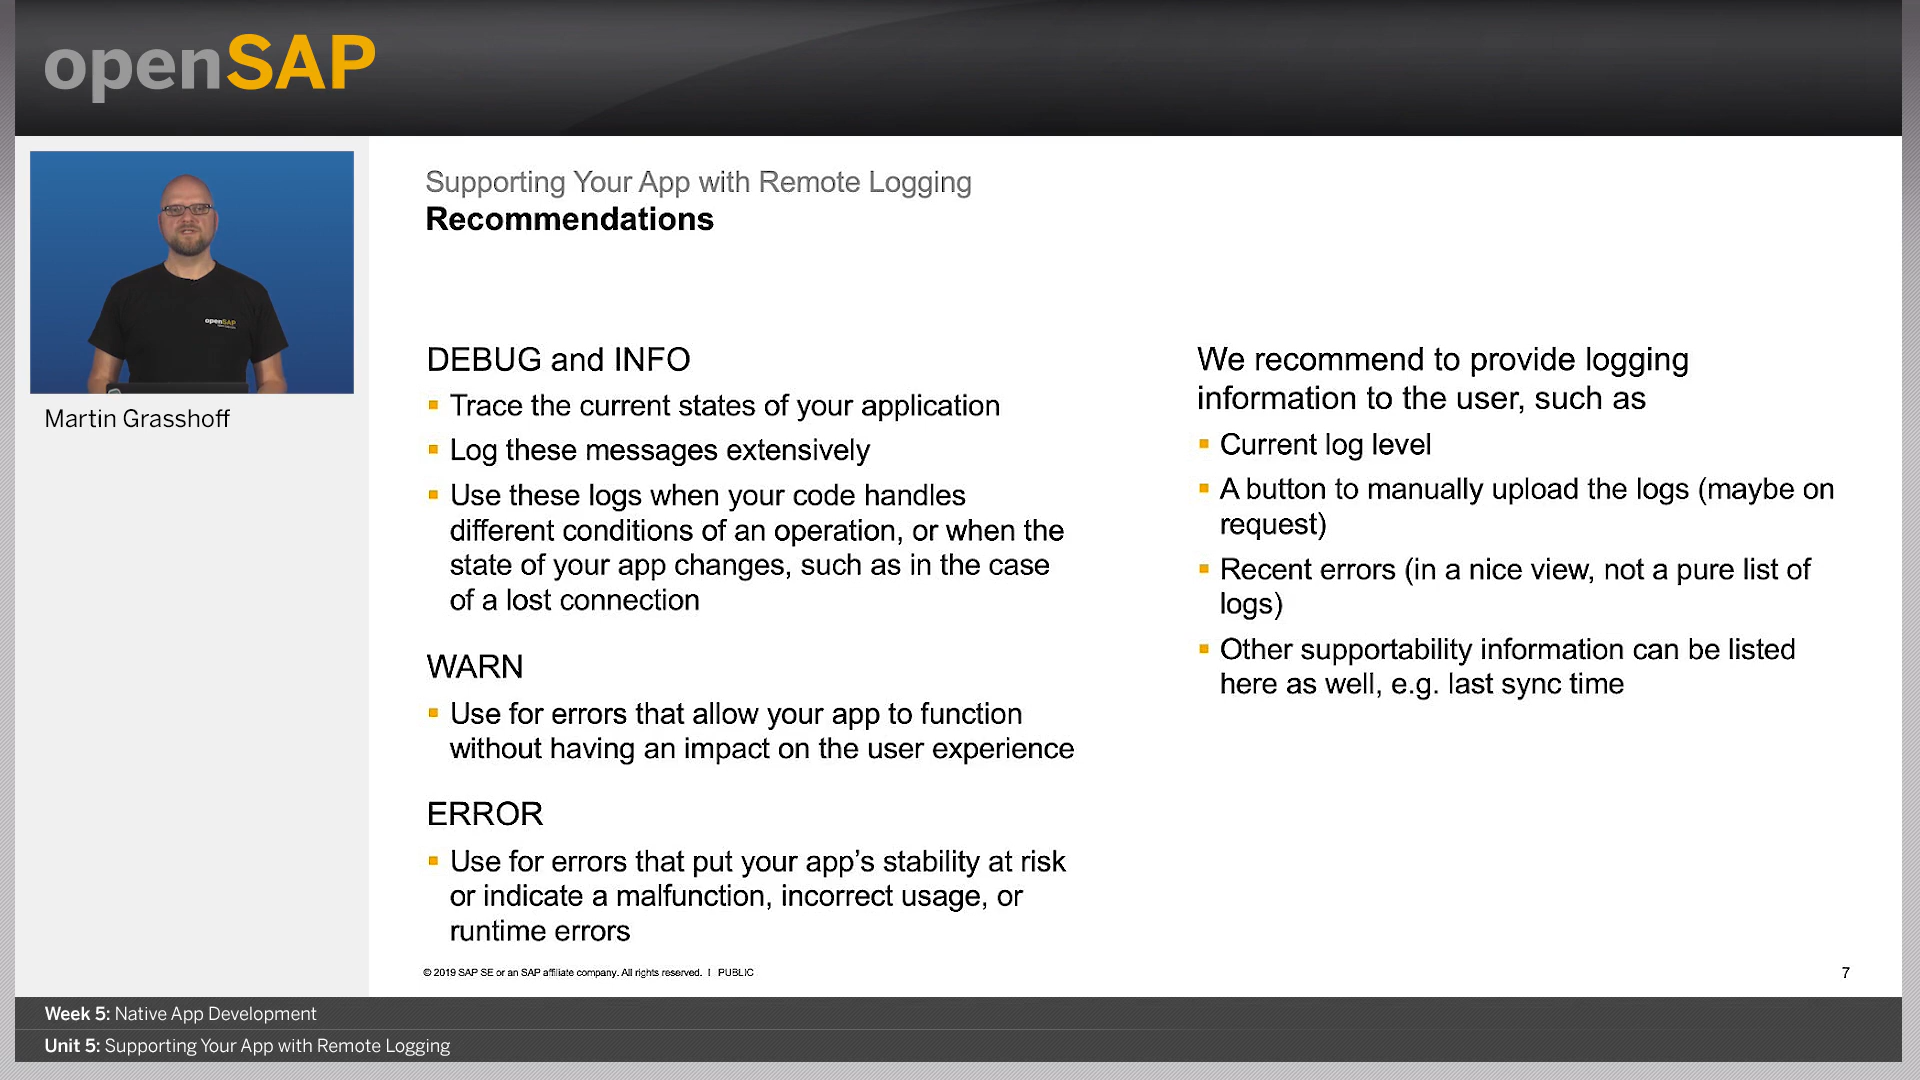 openSAP
Martin Grasshoff
Supporting Your App with Remote Logging
Recommendations
DEBUG and INFO
Trace the current states of your application
Log these messages extensively
Use these logs when your code handles
different conditions of an operation, or when the
state of your app changes, such as in the case
of a lost connection
WARN
Use for errors that allow your app to function
without having an impact on the user experience
ERROR
Use for errors that put your app’s stability at risk
or indicate a malfunction, incorrect usage, or
runtime errors
We recommend to provide logging
information to the user, such as
Current log level
A button to manually upload the logs (maybe on
request)
Recent errors (in a nice view, not a pure list of
logs)
Other supportability information can be listed
here as well, e.g. last sync time
© 2019 SAP SE or an SAP affiliate company. All rights reserved. I PUBLIC
7
Week 5: Native App Development
Unit 5: Supporting Your App with Remote Logging
openSAP